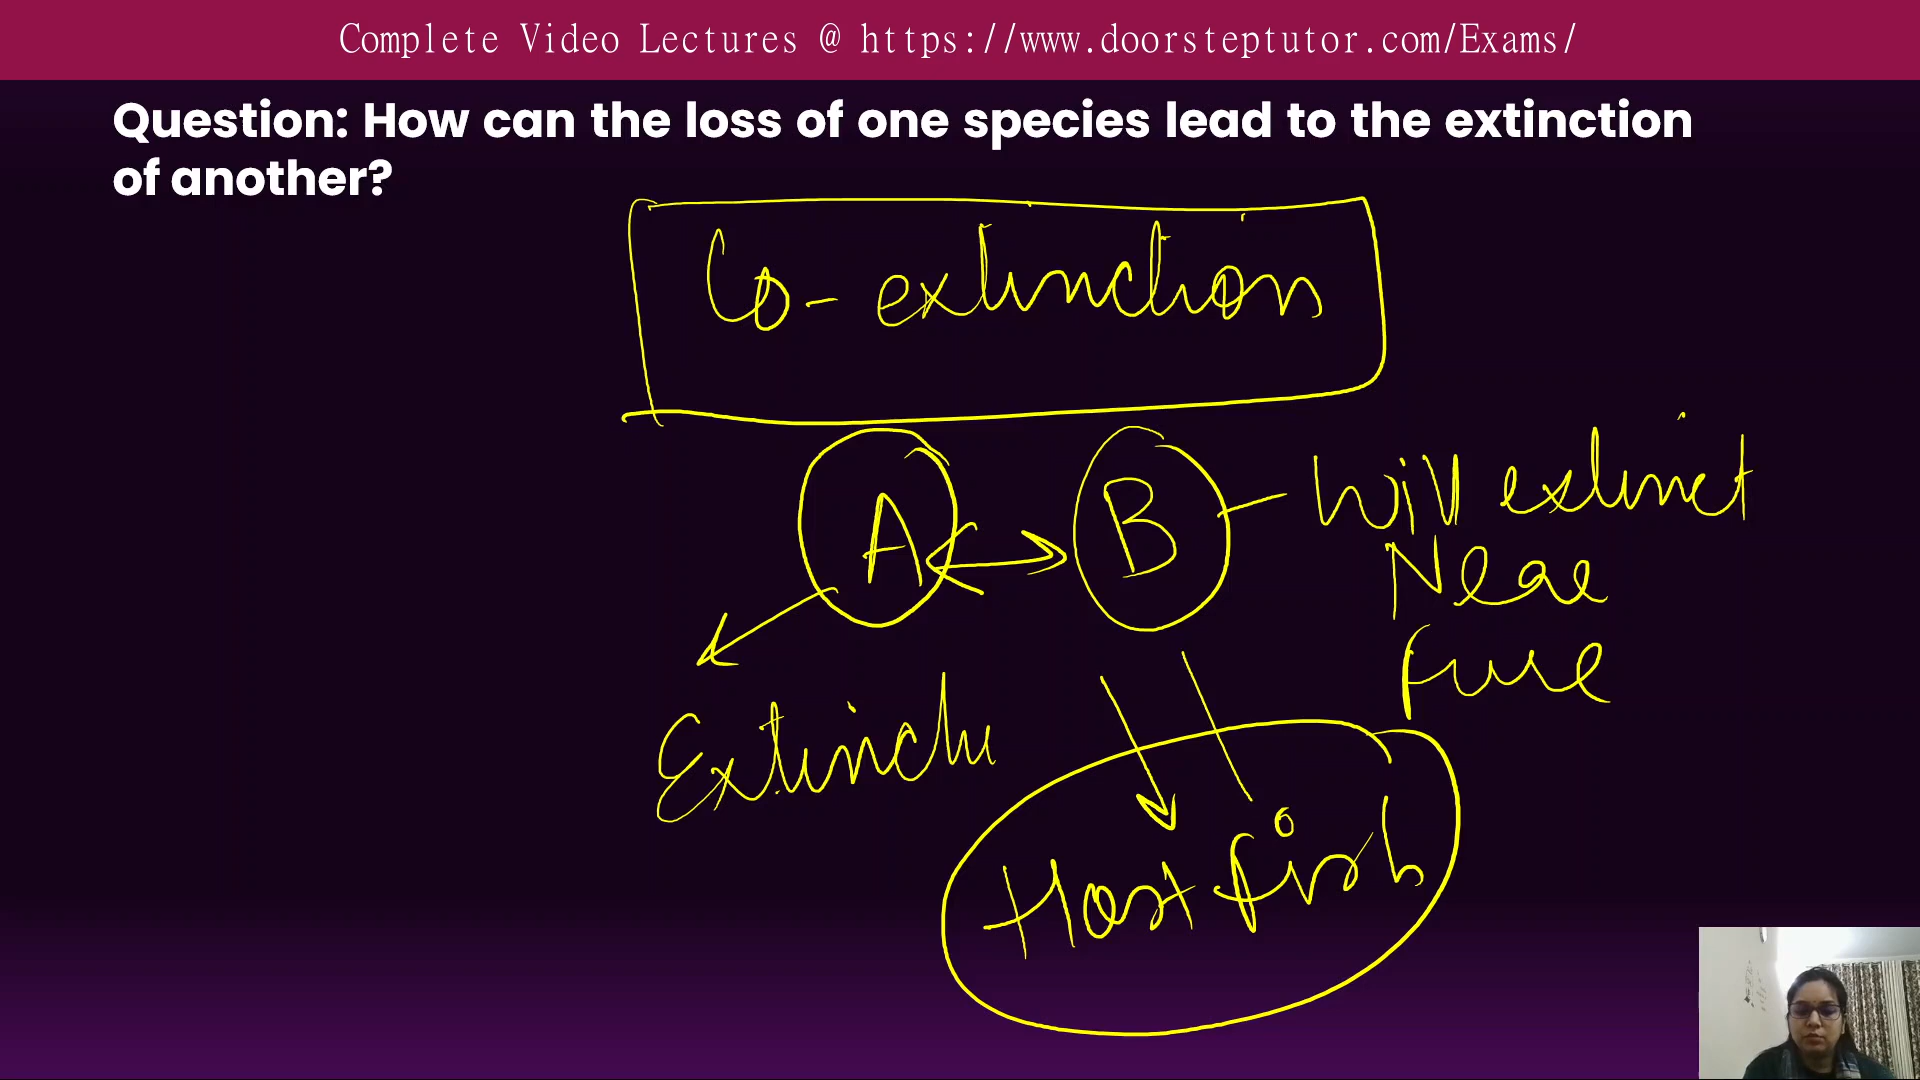 Complete Video Lectures @ https://www.doorsteptutor.com/Exams/
Question: How can the loss of one species lead to the extinction
of another?
Co-extinction
A B - Will extinct
Near
Extinct
Host fish